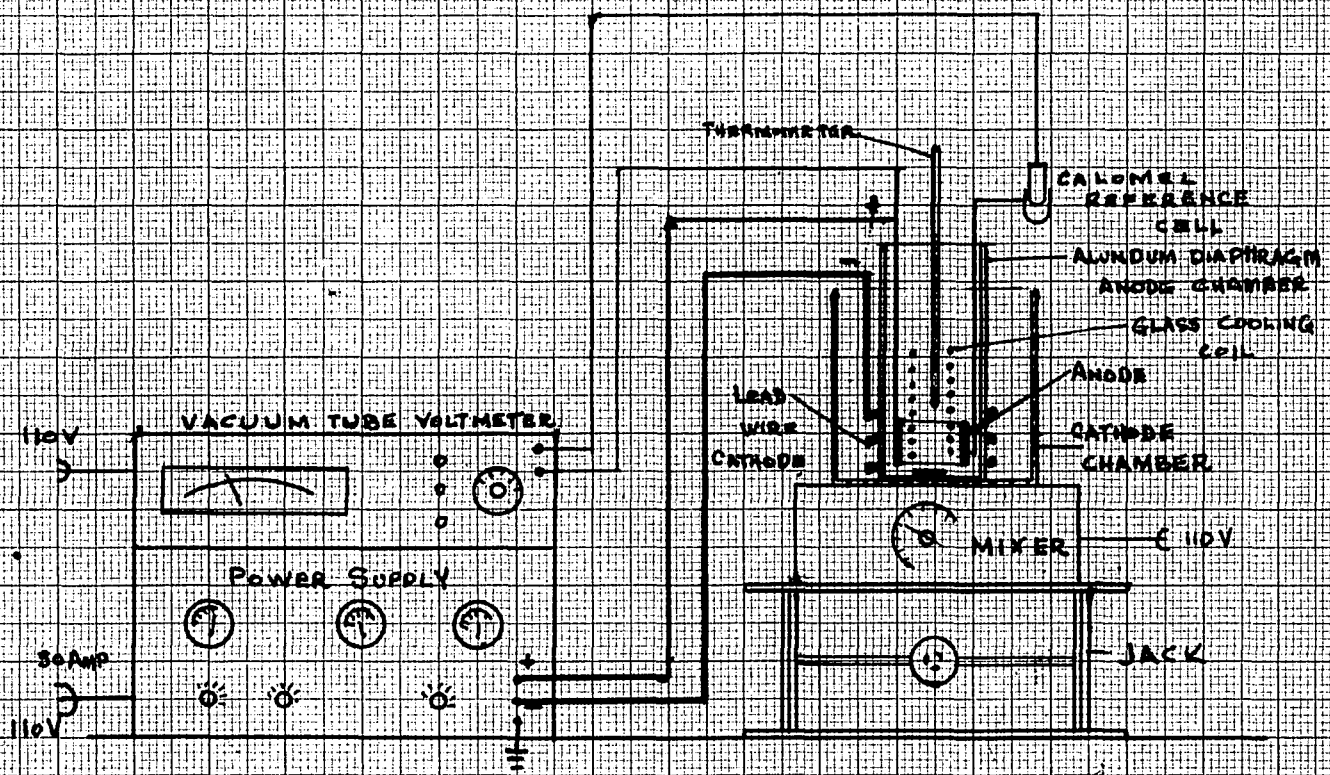 THERMOMETER
+
CALOMEL
REFERENCE
CELL
-
ALUNDUM DIAPHRAGM
ANODE CHAMBER
GLASS COOLING
COIL
ANODE
LEAD
WIRE
CATHODE
CATHODE
CHAMBER
110V
VACUUM TUBE VOLTMETER
MIXER
110V
POWER SUPPLY
30 AMP
110V
+
-
JACK